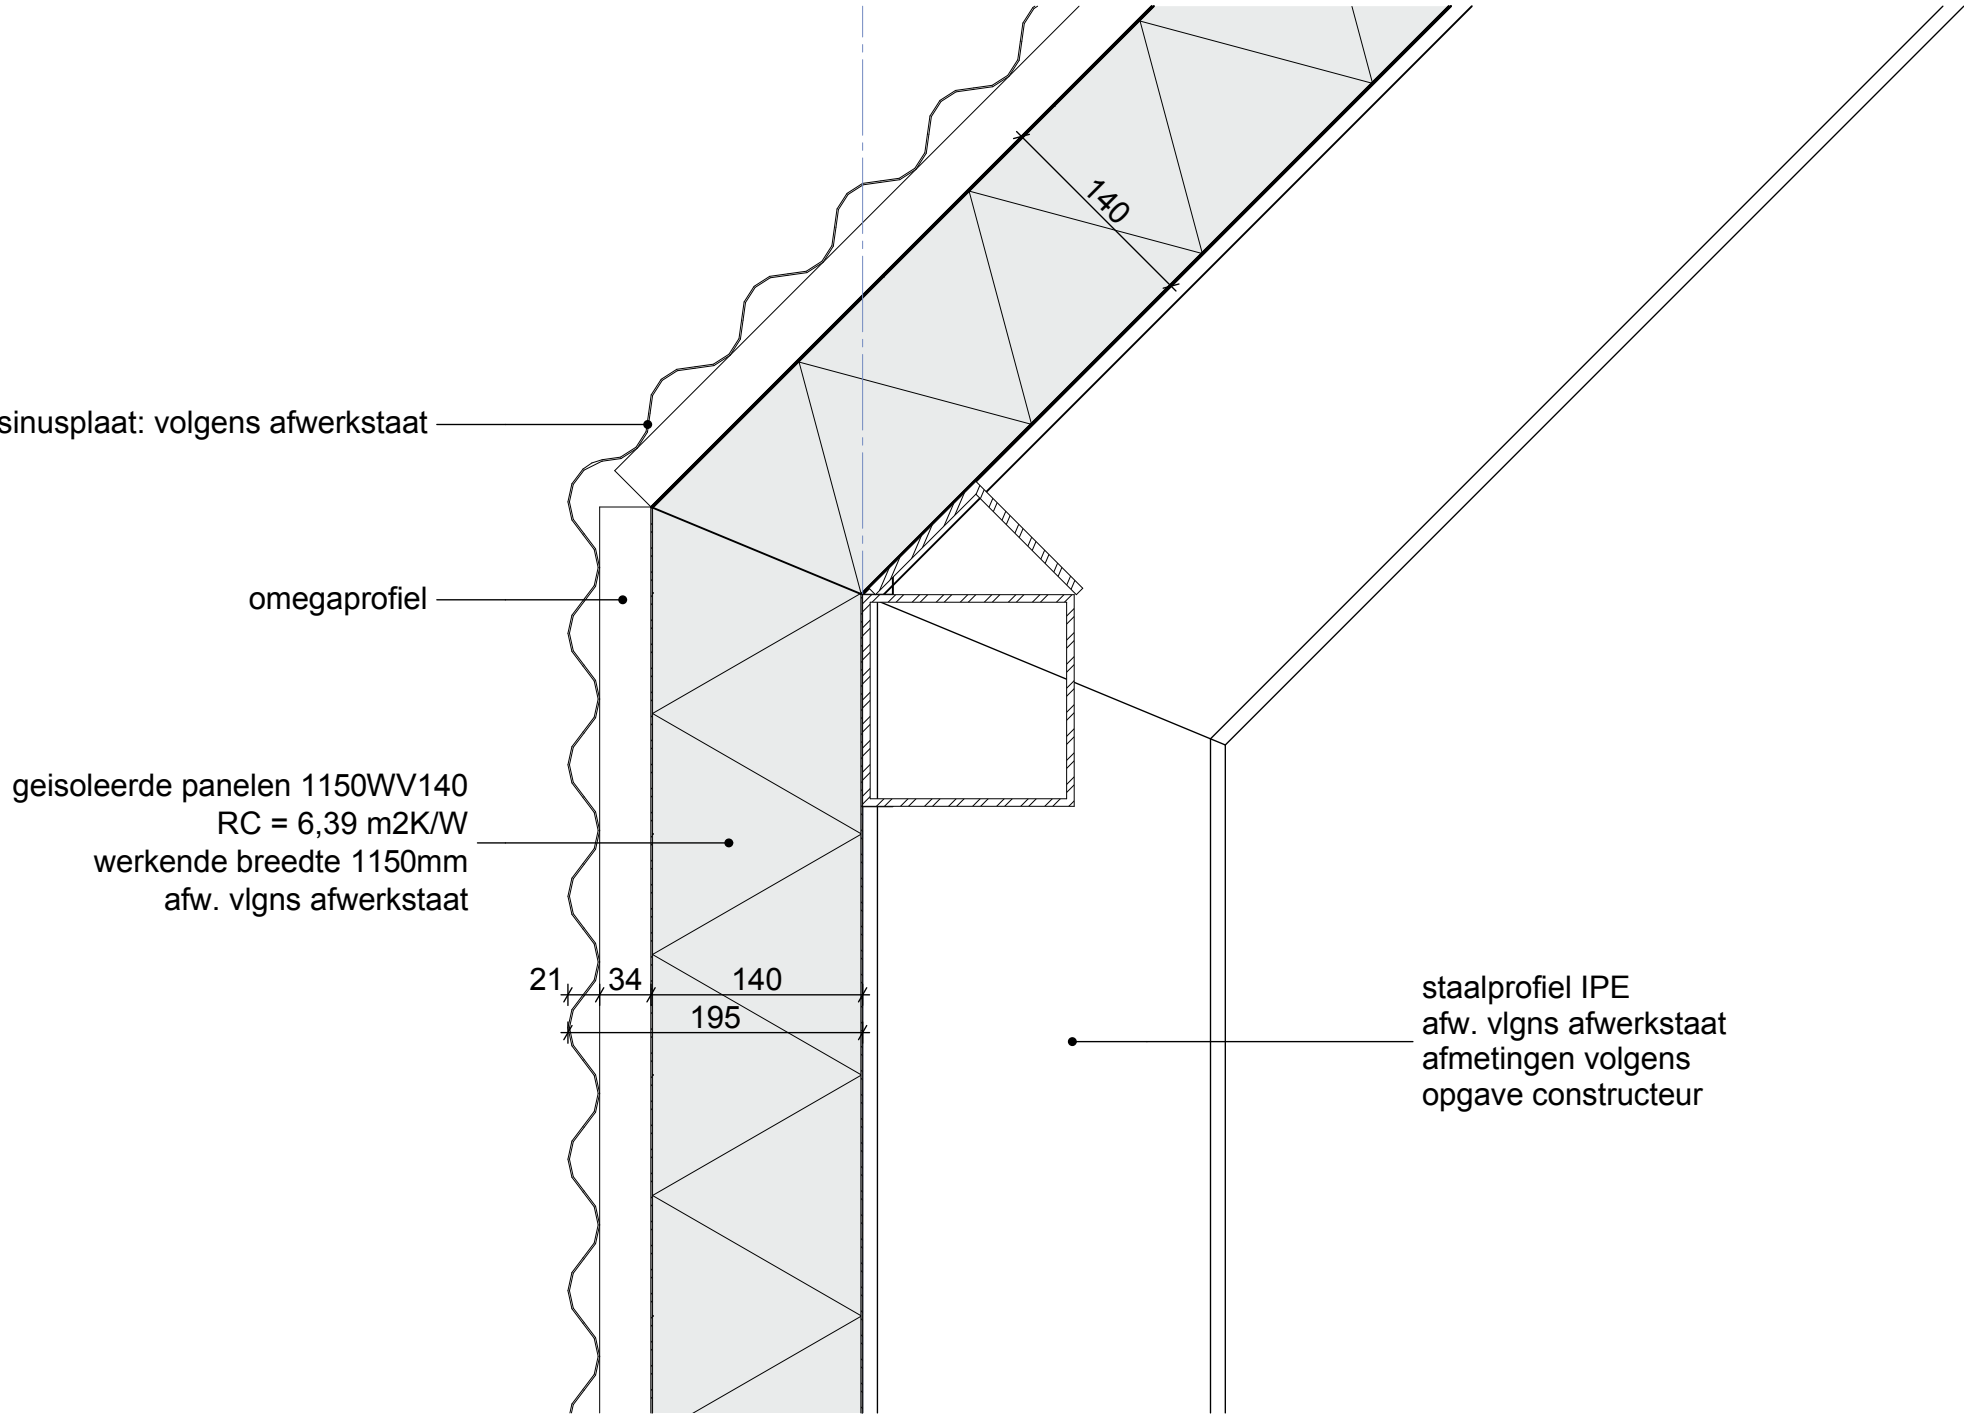 140
sinusplaat: volgens afwerkstaat
omegaprofiel
geisoleerde panelen 1150WV140
RC = 6,39 m2K/W
werkende breedte 1150mm
afw. vlgns afwerkstaat
21 34 140
195
staalprofiel IPE
afw. vlgns afwerkstaat
afmetingen volgens
opgave constructeur